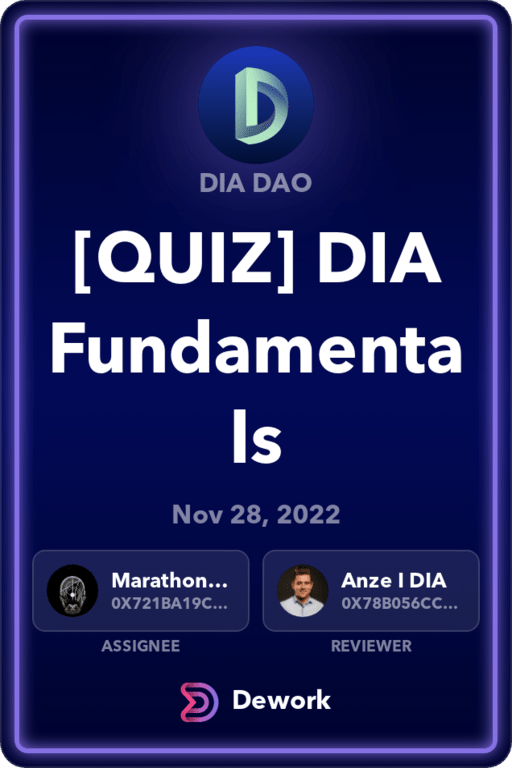 DIA DAO
[QUIZ] DIA
Fundamenta
ls
Nov 28, 2022
Marathon...
0X721BA19C...
ASSIGNEE
Anze I DIA
0X78B056CC...
REVIEWER
Dework